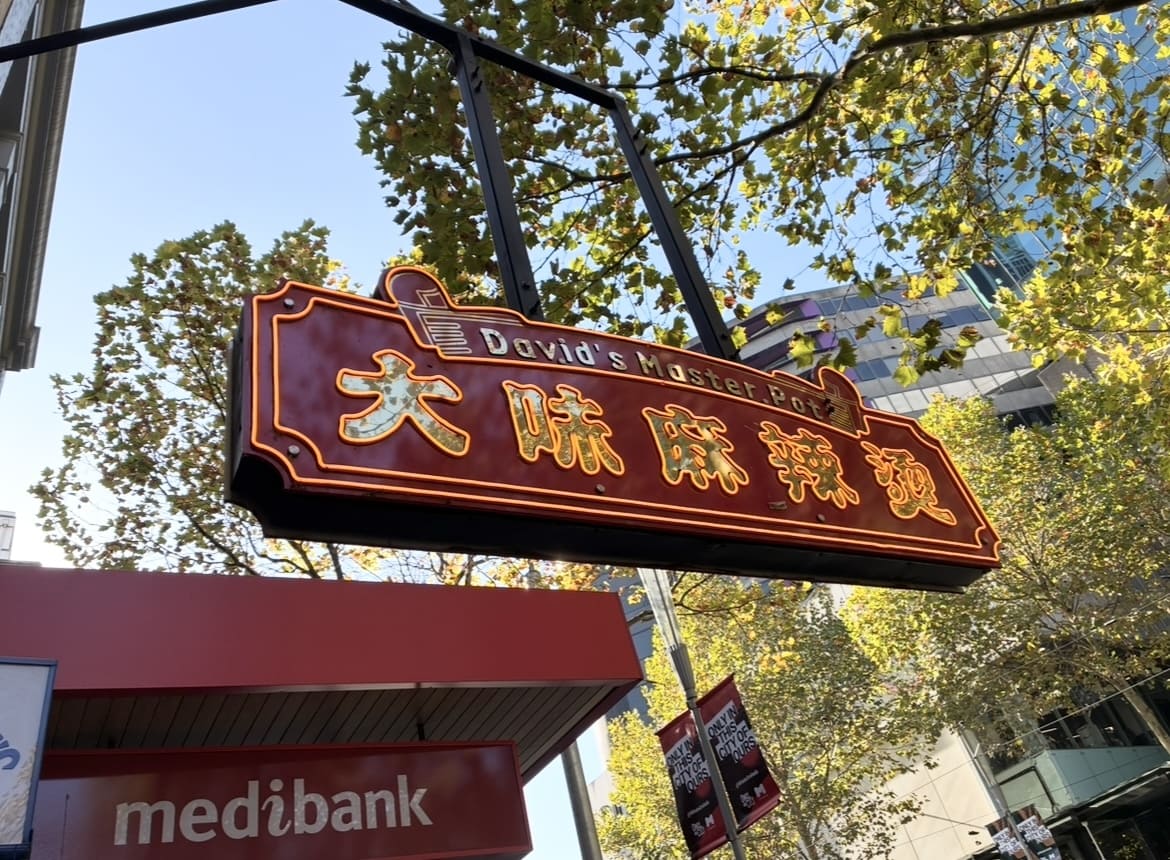 David's Master Pot
大味麻辣烫
medibank
ONLY IN
THIS
CITY OF
OURS
ONLY IN
THIS
CITY OF
OURS